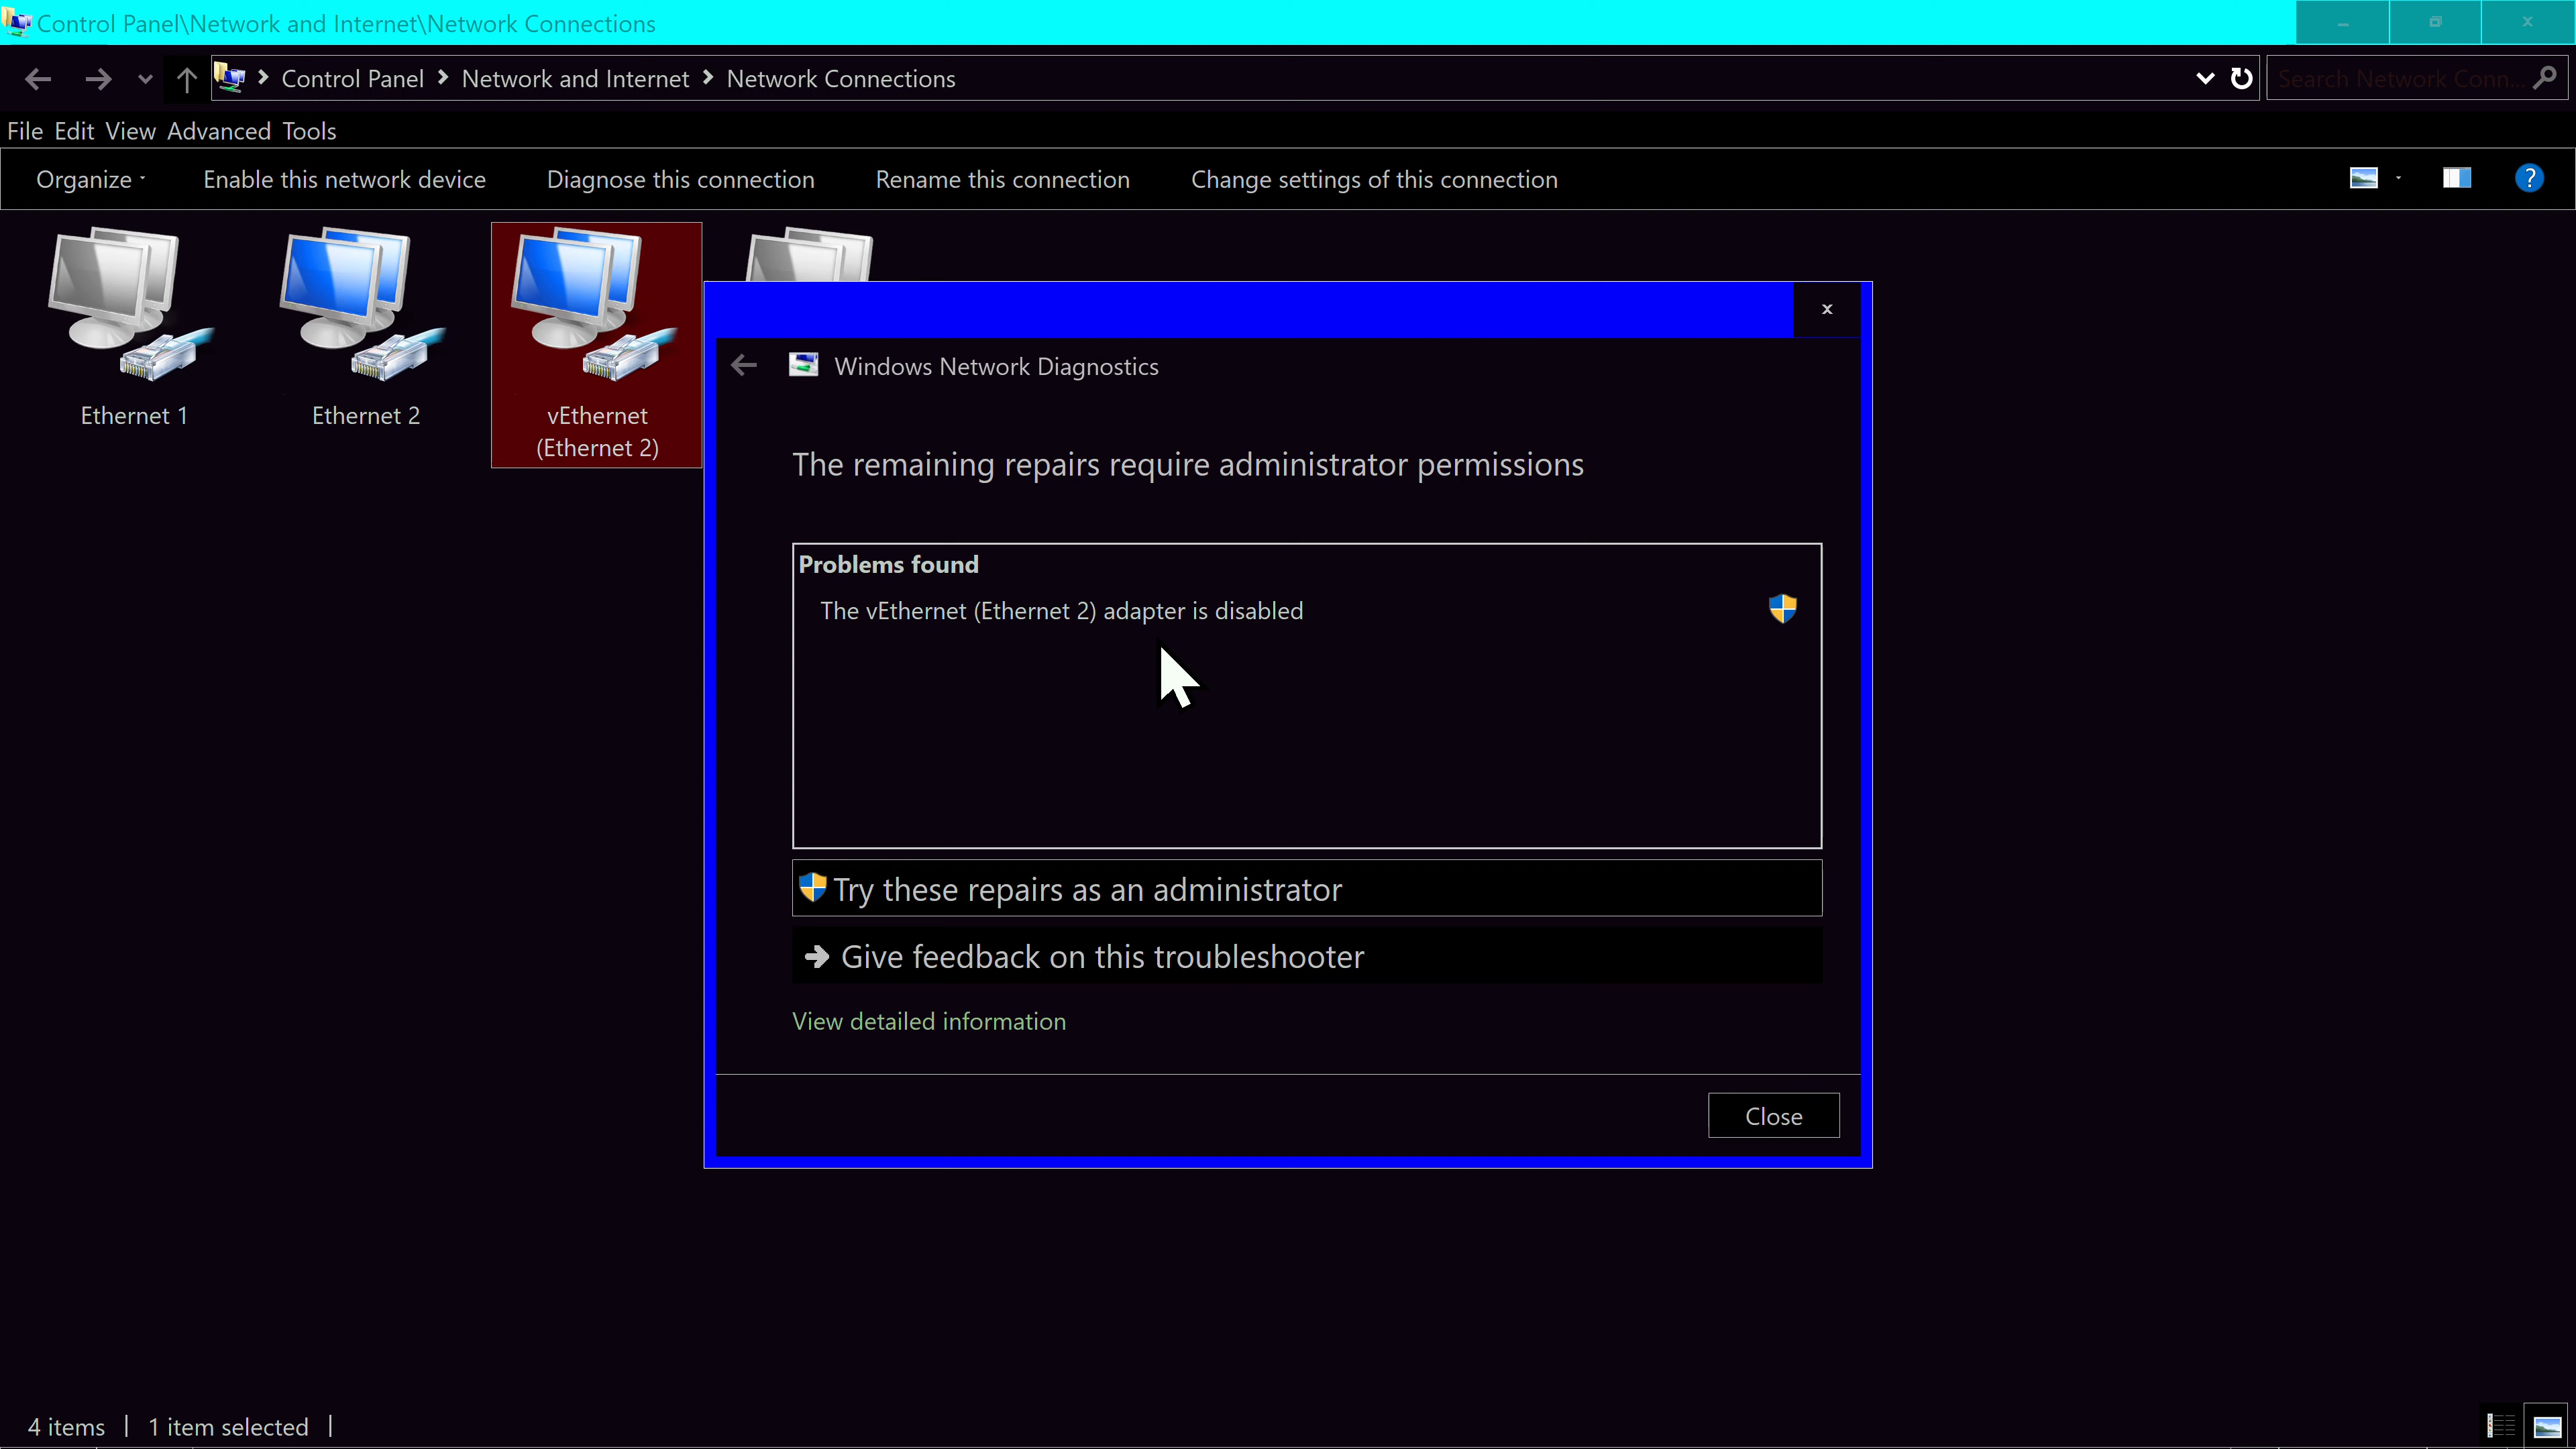 Control Panel\Network and Internet\Network Connections
Control Panel > Network and Internet > Network Connections
Search Network Conn...
File Edit View Advanced Tools
Organize Enable this network device Diagnose this connection Rename this connection Change settings of this connection
Ethernet 1
Ethernet 2
vEthernet
(Ethernet 2)
Windows Network Diagnostics
The remaining repairs require administrator permissions
Problems found
The vEthernet (Ethernet 2) adapter is disabled
Try these repairs as an administrator
Give feedback on this troubleshooter
View detailed information
Close
4 items | 1 item selected |